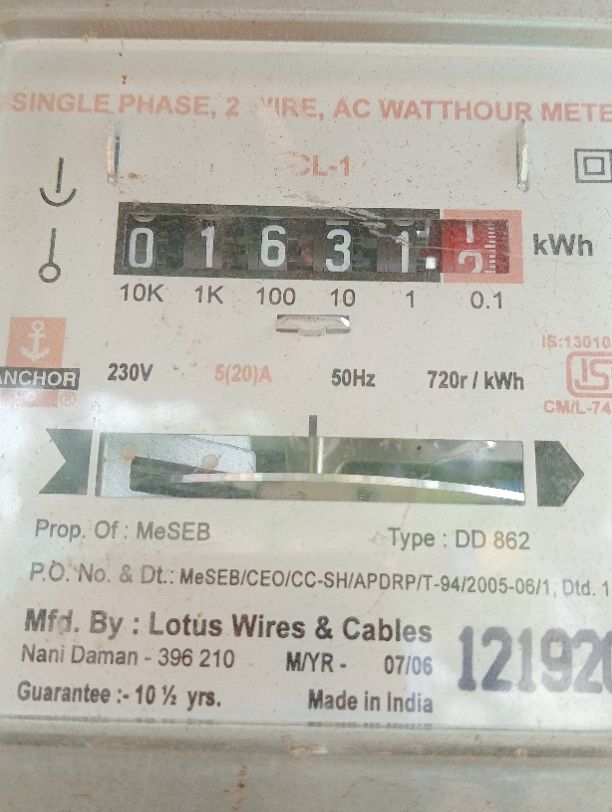 SINGLE PHASE, 2 WIRE, AC WATTHOUR METE
CL-1
0 1 6 3 1 kWh
10K 1K 100 10 1 0.1
IS:13010
ANCHOR ®
230V 5(20)A 50Hz 720r / kWh
CM/L-74
Prop. Of : MeSEB Type : DD 862
P.O. No. & Dt.: MeSEB/CEO/CC-SH/APDRP/T-94/2005-06/1, Dtd. 1
Mfd. By : Lotus Wires & Cables
Nani Daman - 396 210 M/YR - 07/06 121920
Guarantee :- 10 ½ yrs. Made in India